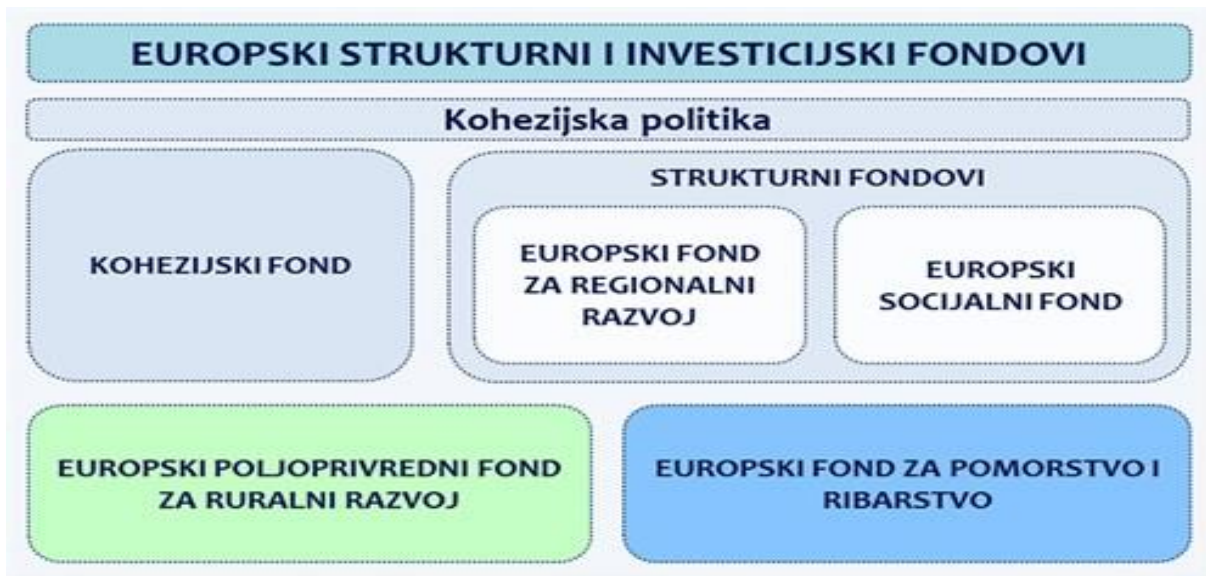 EUROPSKI STRUKTURNI I INVESTICIJSKI FONDOVI
Kohezijska politika
KOHEZIJSKI FOND
STRUKTURNI FONDOVI
EUROPSKI FOND
ZA REGIONALNI
RAZVOJ
EUROPSKI
SOCIJALNI FOND
EUROPSKI POLJOPRIVREDNI FOND
ZA RURALNI RAZVOJ
EUROPSKI FOND ZA POMORSTVO I
RIBARSTVO